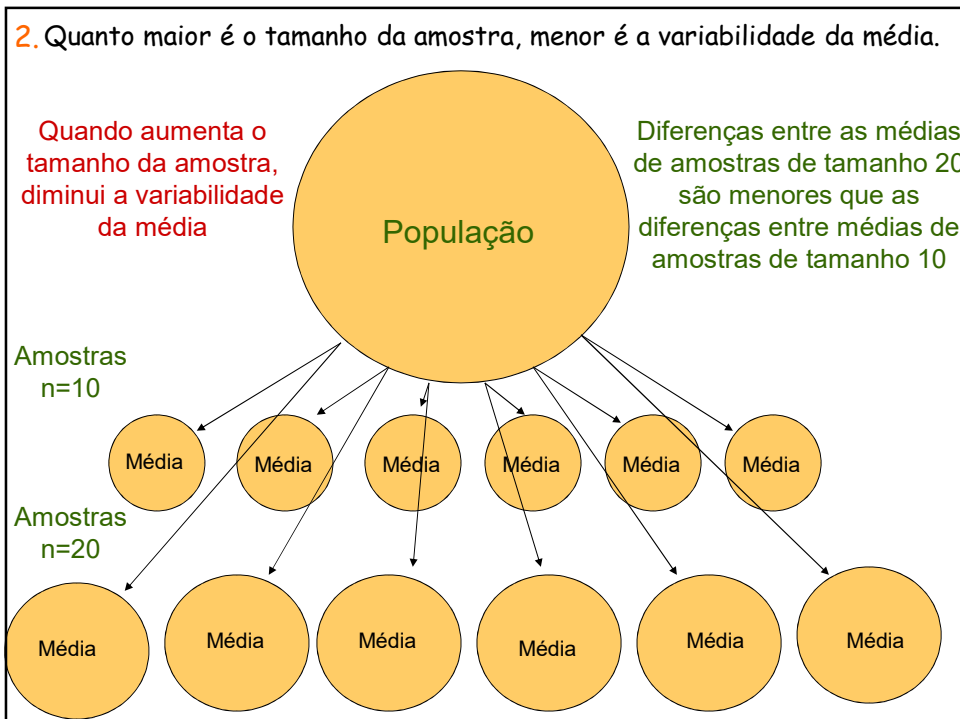 2. Quanto maior é o tamanho da amostra, menor é a variabilidade da média.
Quando aumenta o
tamanho da amostra,
diminui a variabilidade
da média
Diferenças entre as médias
de amostras de tamanho 20
são menores que as
diferenças entre médias de
amostras de tamanho 10
População
Amostras
n=10
Média
Média
Média
Média
Média
Média
Amostras
n=20
Média
Média
Média
Média
Média
Média